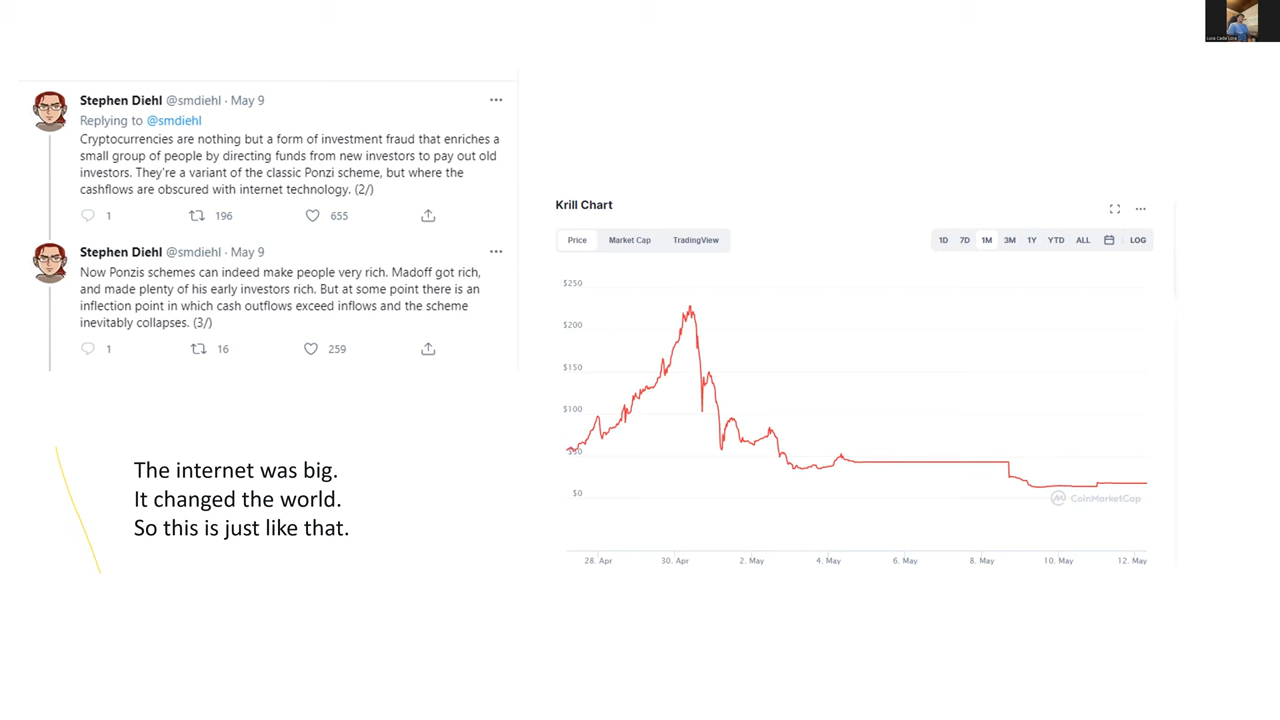 Stephen Diehl @smdiehl · May 9
Replying to @smdiehl
Cryptocurrencies are nothing but a form of investment fraud that enriches a
small group of people by directing funds from new investors to pay out old
investors. They're a variant of the classic Ponzi scheme, but where the
cashflows are obscured with internet technology. (2/)
1 196 655
Stephen Diehl @smdiehl · May 9
Now Ponzis schemes can indeed make people very rich. Madoff got rich,
and made plenty of his early investors rich. But at some point there is an
inflection point in which cash outflows exceed inflows and the scheme
inevitably collapses. (3/)
1 16 259
The internet was big.
It changed the world.
So this is just like that.
Krill Chart
Price Market Cap TradingView
1D 7D 1M 3M 1Y YTD ALL LOG
$250
$200
$150
$100
$50
$0
CoinMarketCap
28. Apr 30. Apr 2. May 4. May 6. May 8. May 10. May 12. May